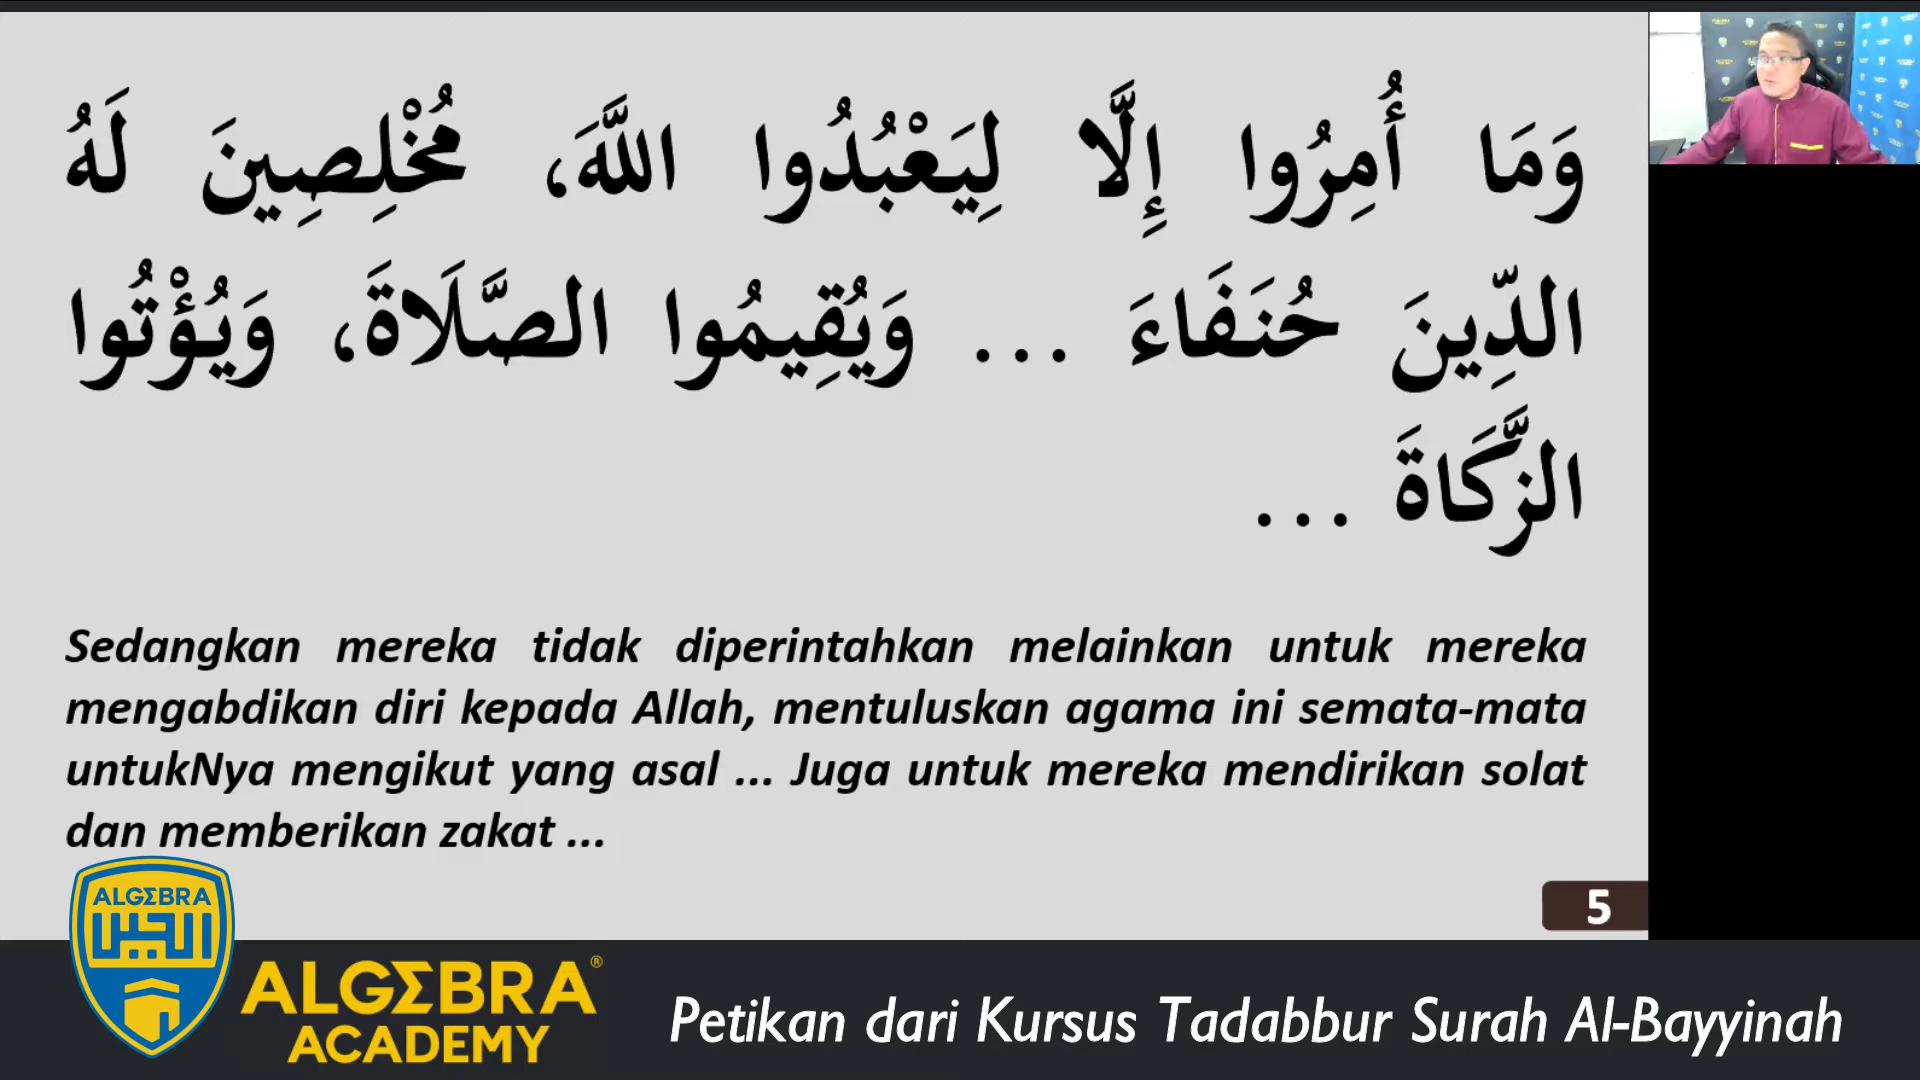 وَمَا أُمِرُوا إِلَّا لِيَعْبُدُوا اللَّهَ، مُخْلِصِينَ لَهُ
الدِّينَ حُنَفَاءَ ... وَيُقِيمُوا الصَّلَاةَ، وَيُؤْتُوا
الزَّكَاةَ ...
Sedangkan mereka tidak diperintahkan melainkan untuk mereka
mengabdikan diri kepada Allah, mentuluskan agama ini semata-mata
untukNya mengikut yang asal ... Juga untuk mereka mendirikan solat
dan memberikan zakat ...
5
ALGΣBRA
الجبر
ALGΣBRA®
ACADEMY
Petikan dari Kursus Tadabbur Surah Al-Bayyinah